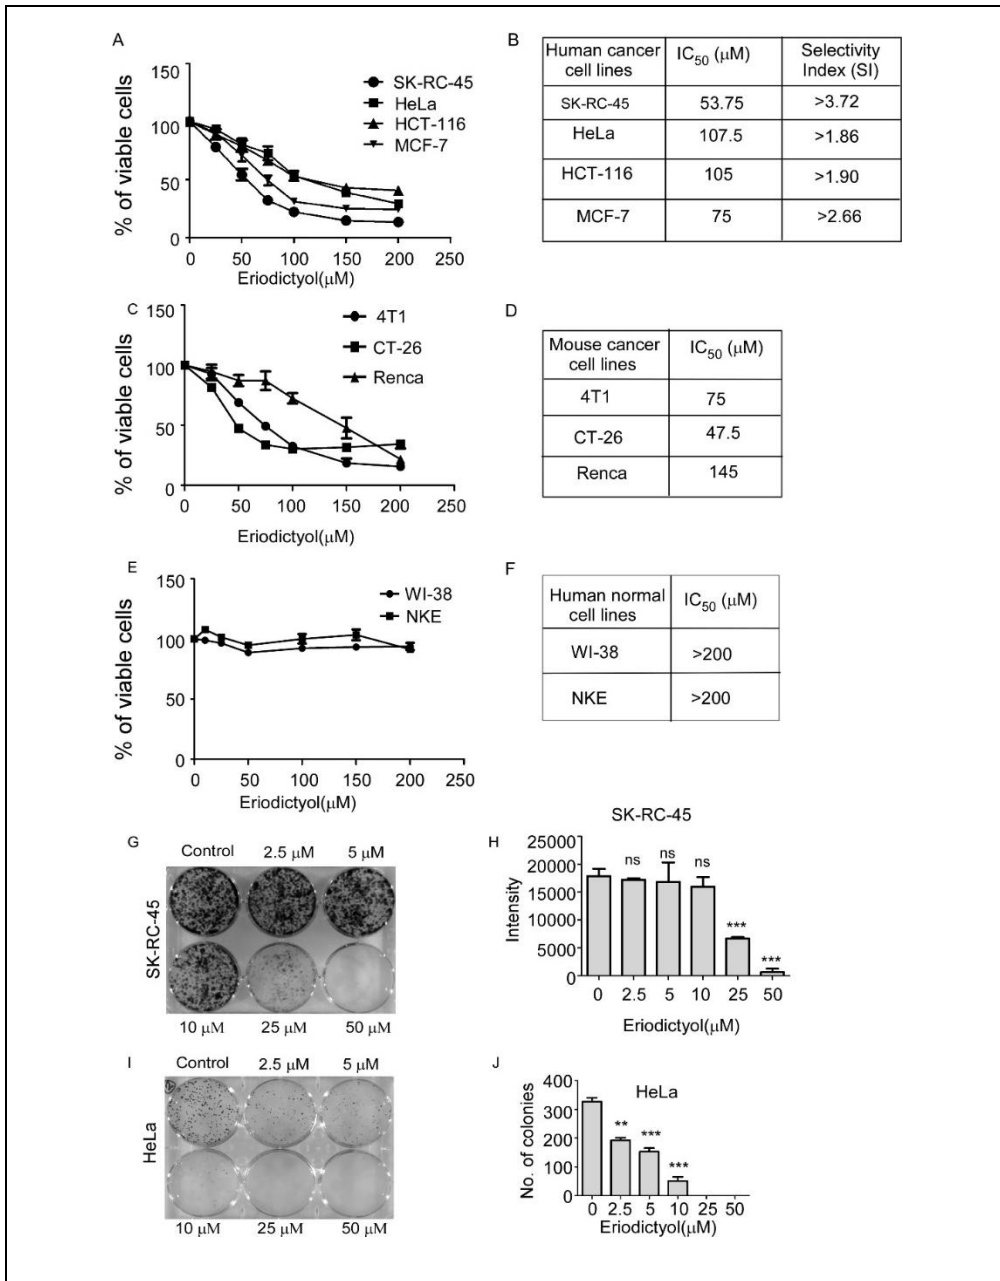 A
150
100
50
0
% of viable cells
SK-RC-45
HeLa
HCT-116
MCF-7
0 50 100 150 200 250
Eriodictyol(μM)
B
Human cancer cell lines IC50 (μM) Selectivity Index (SI)
SK-RC-45 53.75 >3.72
HeLa 107.5 >1.86
HCT-116 105 >1.90
MCF-7 75 >2.66
C
150
100
50
0
% of viable cells
4T1
CT-26
Renca
0 50 100 150 200 250
Eriodictyol(μM)
D
Mouse cancer cell lines IC50 (μM)
4T1 75
CT-26 47.5
Renca 145
E
150
100
50
0
% of viable cells
WI-38
NKE
0 50 100 150 200 250
Eriodictyol(μM)
F
Human normal cell lines IC50 (μM)
WI-38 >200
NKE >200
G
Control 2.5 μM 5 μM
SK-RC-45
10 μM 25 μM 50 μM
H
SK-RC-45
25000
20000
15000
10000
5000
0
Intensity
ns ns ns *** ***
0 2.5 5 10 25 50
Eriodictyol(μM)
I
Control 2.5 μM 5 μM
HeLa
10 μM 25 μM 50 μM
J
HeLa
400
300
200
100
0
No. of colonies
** *** ***
0 2.5 5 10 25 50
Eriodictyol(μM)